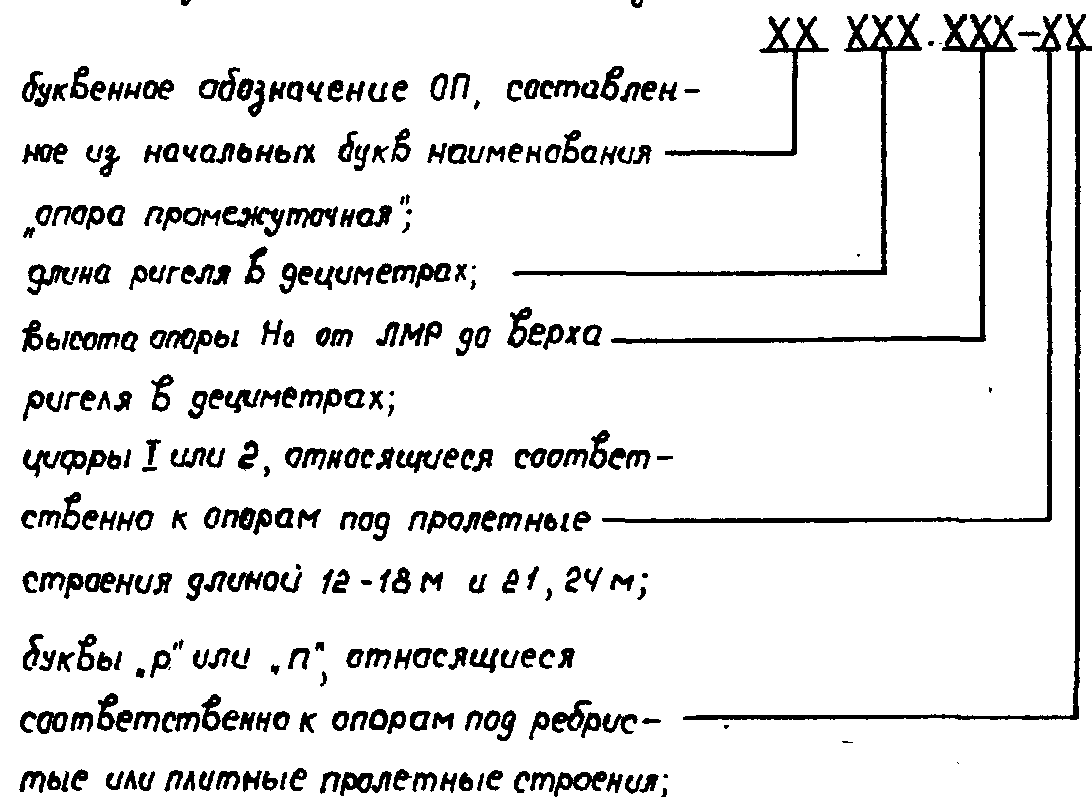 XX XXX.XXX-XX
буквенное обозначение ОП, составлен-
ное из начальных букв наименования
„опора промежуточная";
длина ригеля в дециметрах;
высота опоры Н₀ от ЛМР до верха
ригеля в дециметрах;
цифры I или 2, относящиеся соответ-
ственно к опорам под пролетные
строения длиной 12-18 м и 21, 24 м;
буквы „р" или „п", относящиеся
соответственно к опорам под ребрис-
тые или плитные пролетные строения;